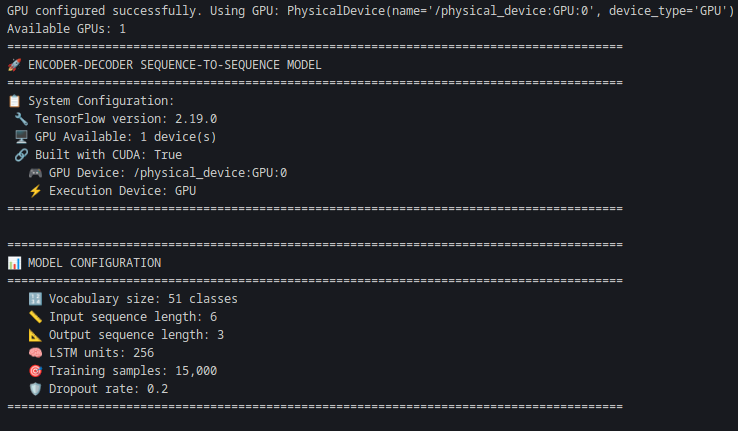 GPU configured successfully. Using GPU: PhysicalDevice(name='/physical_device:GPU:0', device_type='GPU')
Available GPUs: 1
================================================================================
🚀 ENCODER-DECODER SEQUENCE-TO-SEQUENCE MODEL
================================================================================
📋 System Configuration:
🔧 TensorFlow version: 2.19.0
🖥️ GPU Available: 1 device(s)
🔗 Built with CUDA: True
🎮 GPU Device: /physical_device:GPU:0
⚡ Execution Device: GPU
================================================================================
================================================================================
📊 MODEL CONFIGURATION
================================================================================
🔢 Vocabulary size: 51 classes
📏 Input sequence length: 6
📐 Output sequence length: 3
🧠 LSTM units: 256
🎯 Training samples: 15,000
🛡️ Dropout rate: 0.2
================================================================================